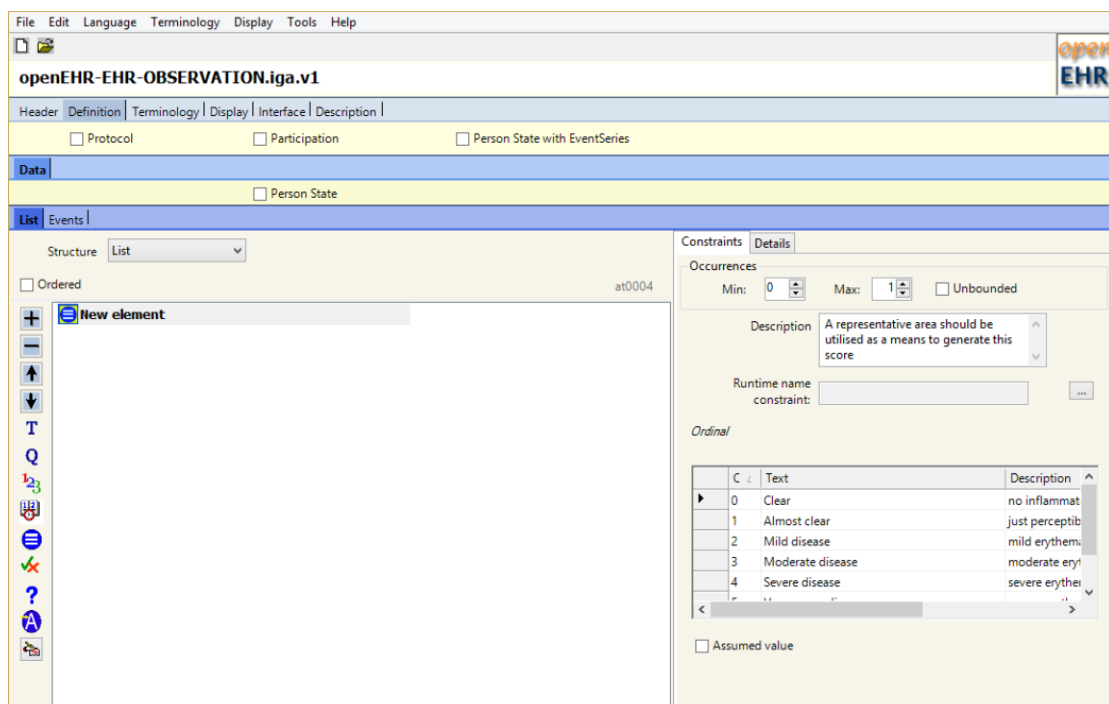 File Edit Language Terminology Display Tools Help
open
EHR
openEHR-EHR-OBSERVATION.iga.v1
Header Definition Terminology Display Interface Description
Protocol Participation Person State with EventSeries
Data
Person State
List Events
Structure List
Ordered at0004
New element
T
Q
123
?
A
Constraints Details
Occurrences
Min: 0 Max: 1 Unbounded
Description A representative area should be
utilised as a means to generate this
score
Runtime name
constraint: ...
Ordinal
C Text Description
0 Clear no inflammat
1 Almost clear just perceptib
2 Mild disease mild erythema
3 Moderate disease moderate eryt
4 Severe disease severe eryther
Assumed value